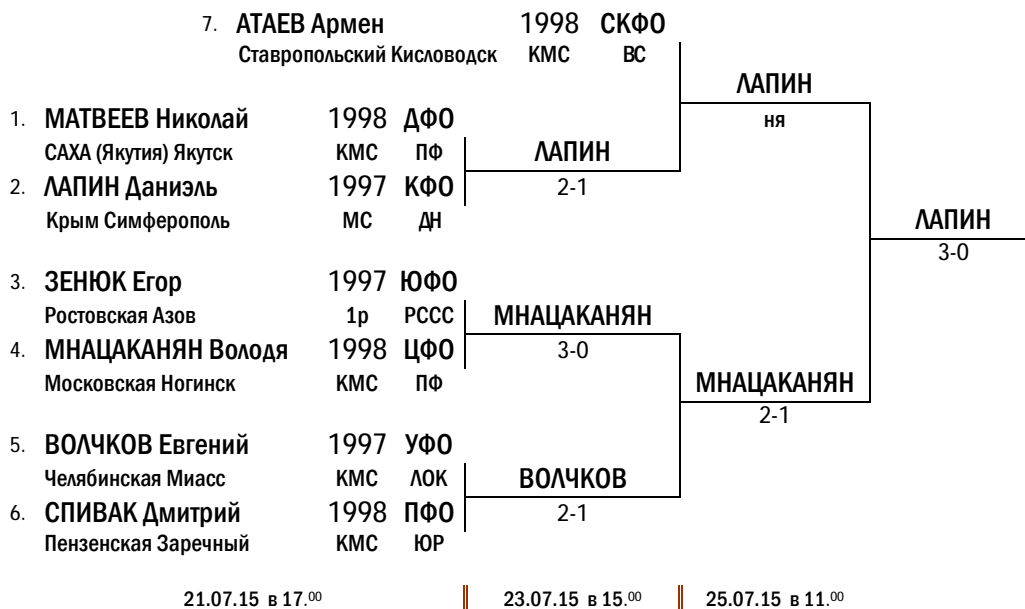 7. АТАЕВ Армен 1998 СКФО
Ставропольский Кисловодск КМС ВС
ЛАПИН
ня
1. МАТВЕЕВ Николай 1998 ДФО
САХА (Якутия) Якутск КМС ПФ
ЛАПИН
2-1
2. ЛАПИН Даниэль 1997 КФО
Крым Симферополь МС ДН
ЛАПИН
3-0
3. ЗЕНЮК Егор 1997 ЮФО
Ростовская Азов 1р РССС
МНАЦАКАНЯН
3-0
4. МНАЦАКАНЯН Володя 1998 ЦФО
Московская Ногинск КМС ПФ
МНАЦАКАНЯН
2-1
5. ВОЛЧКОВ Евгений 1997 УФО
Челябинская Миасс КМС ЛОК
ВОЛЧКОВ
2-1
6. СПИВАК Дмитрий 1998 ПФО
Пензенская Заречный КМС ЮР
21.07.15 в 17.00 23.07.15 в 15.00 25.07.15 в 11.00